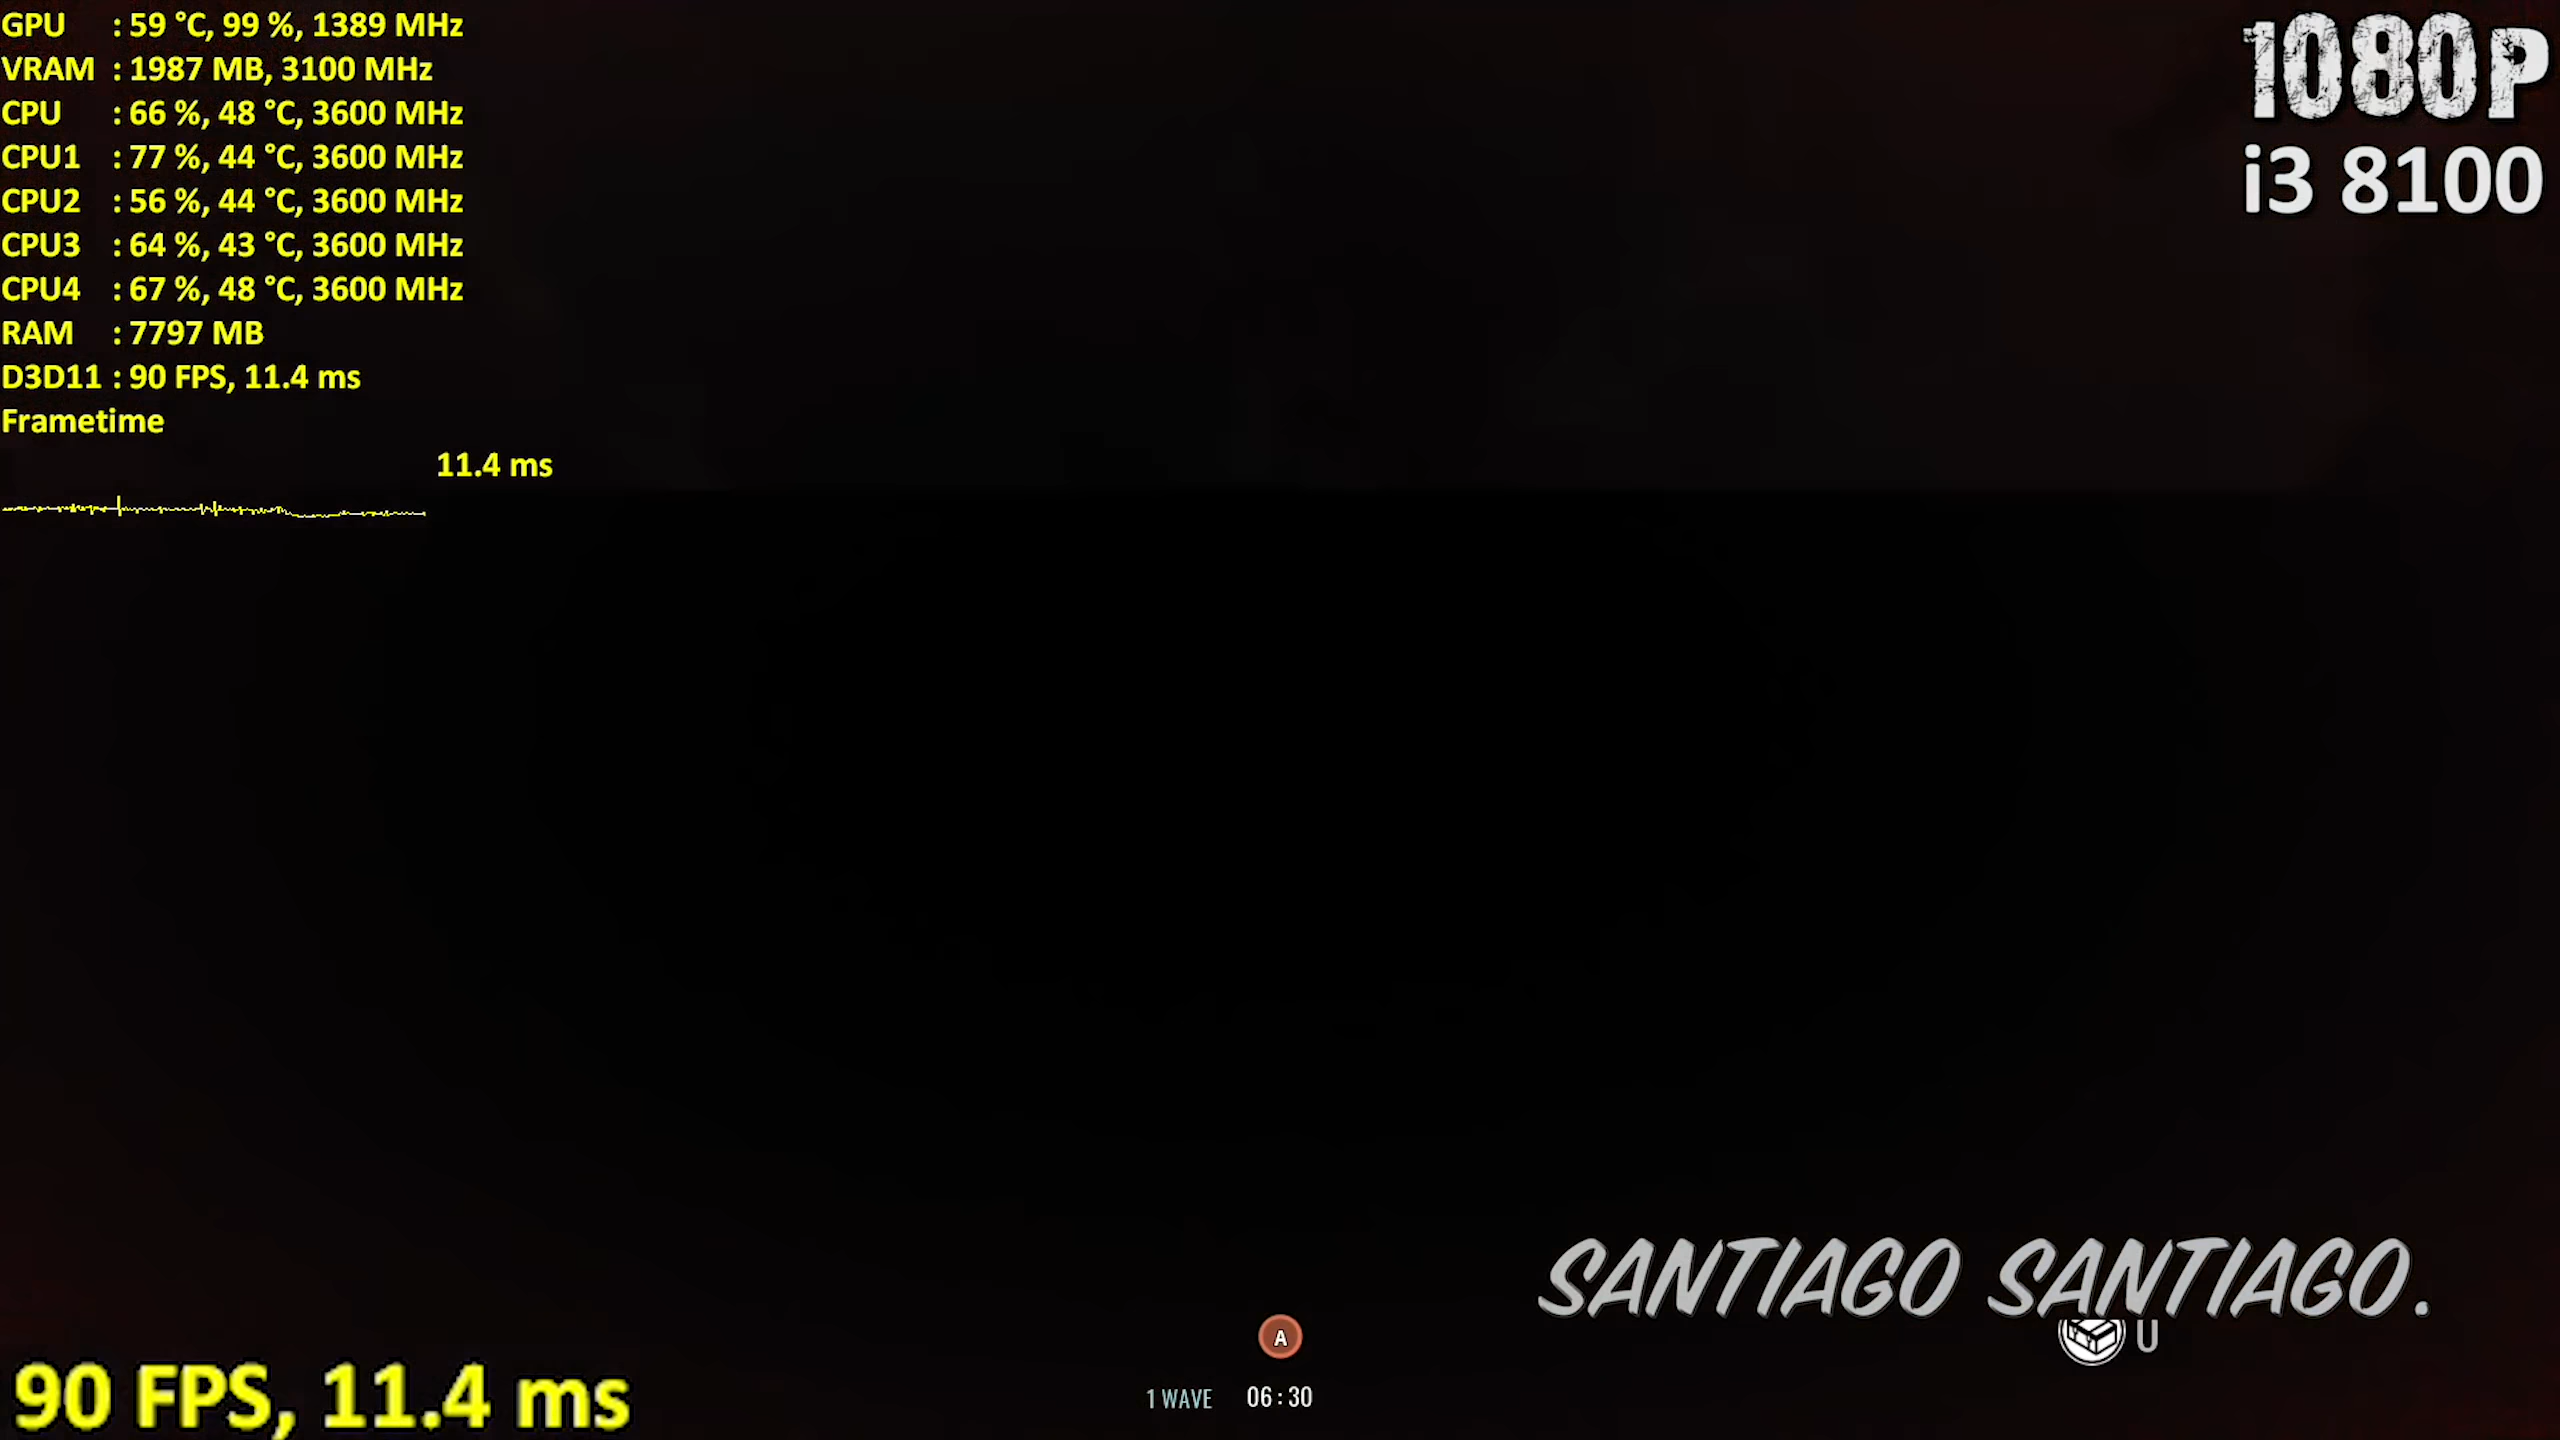 GPU : 59 °C, 99 %, 1389 MHz
VRAM : 1987 MB, 3100 MHz
CPU : 66 %, 48 °C, 3600 MHz
CPU1 : 77 %, 44 °C, 3600 MHz
CPU2 : 56 %, 44 °C, 3600 MHz
CPU3 : 64 %, 43 °C, 3600 MHz
CPU4 : 67 %, 48 °C, 3600 MHz
RAM : 7797 MB
D3D11 : 90 FPS, 11.4 ms
Frametime
11.4 ms
1080P
i3 8100
SANTIAGO SANTIAGO.
A
U
1 WAVE 06:30
90 FPS, 11.4 ms